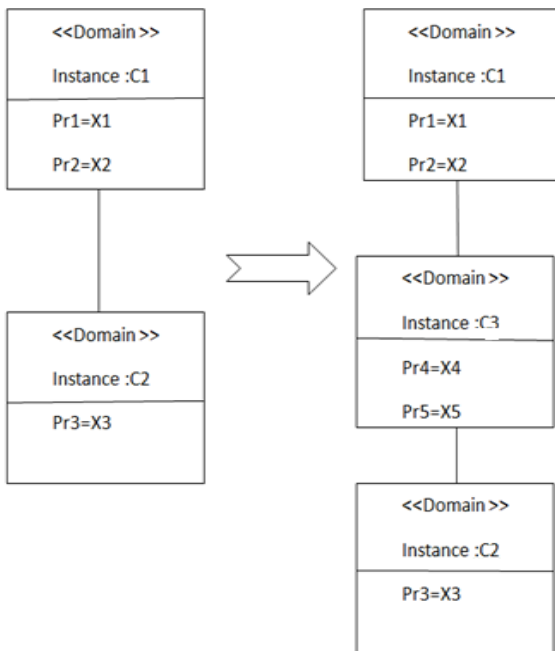 <<Domain >>
Instance :C1
Pr1=X1
Pr2=X2
<<Domain >>
Instance :C2
Pr3=X3
<<Domain >>
Instance :C1
Pr1=X1
Pr2=X2
<<Domain >>
Instance :C3
Pr4=X4
Pr5=X5
<<Domain >>
Instance :C2
Pr3=X3